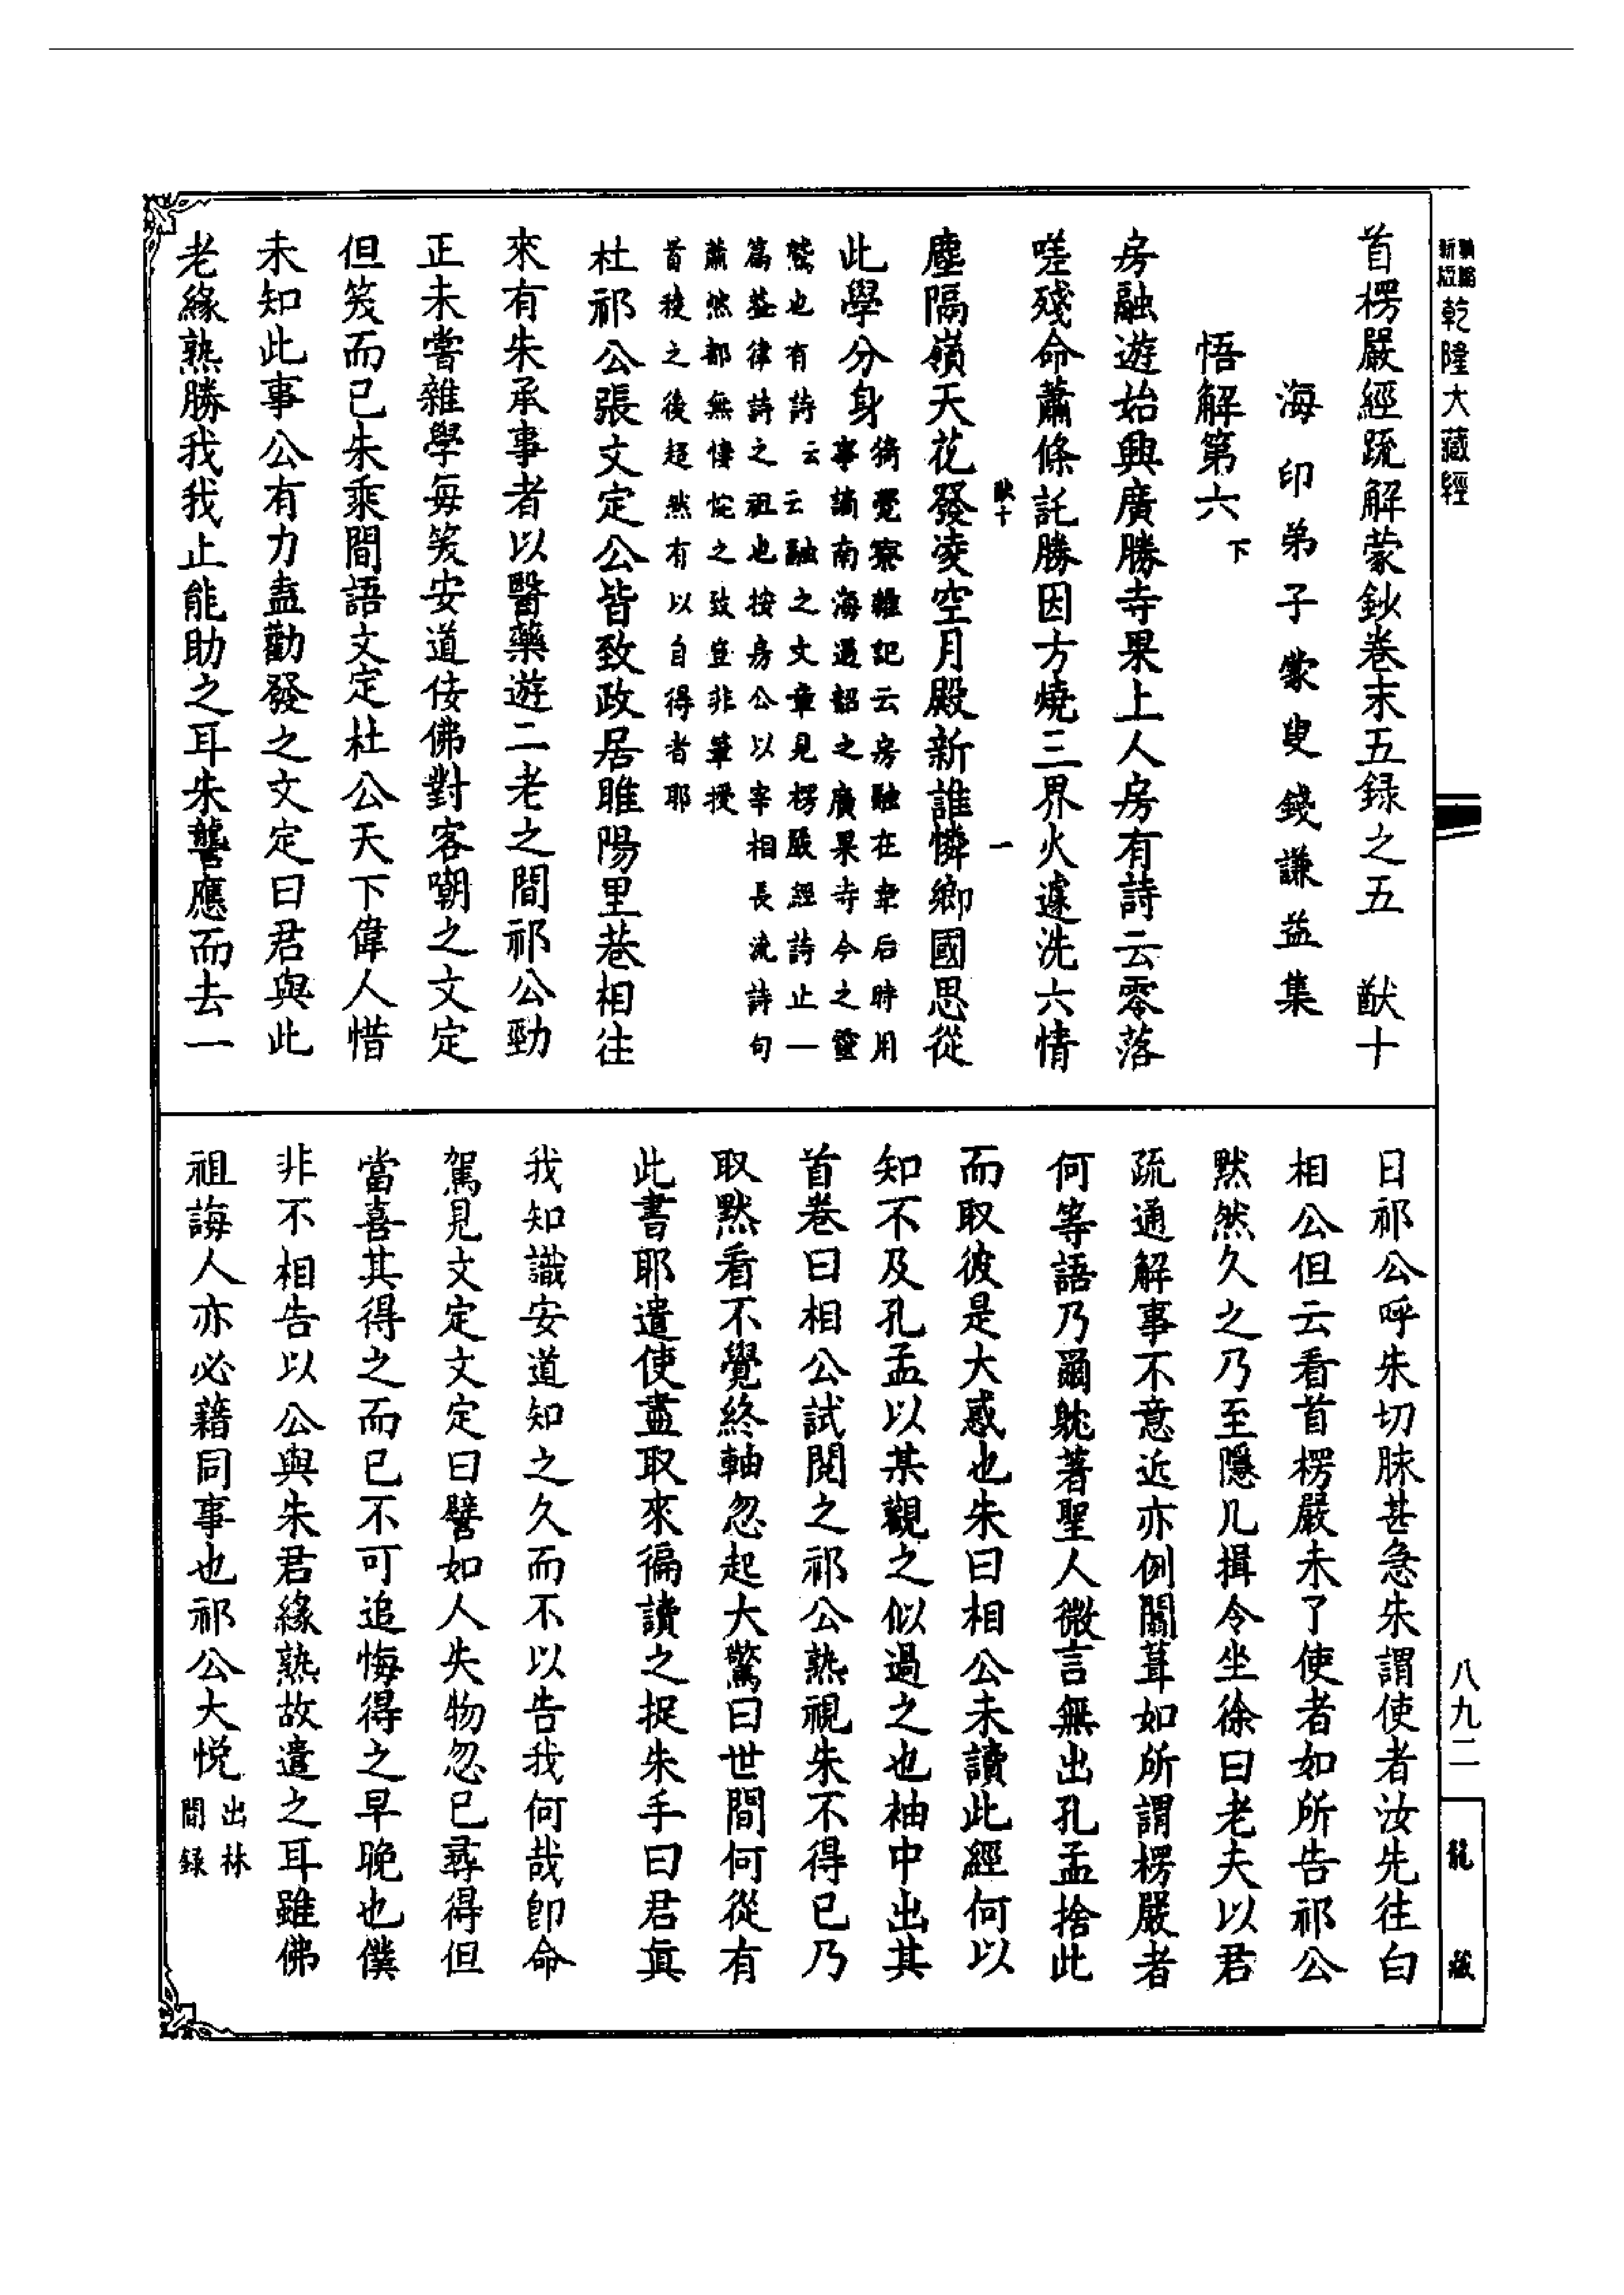 新編縮版乾隆大藏經
首楞嚴經疏解蒙鈔卷末五録之五 猷十
海印弟子蒙叟錢謙益集
悟解第六下
房融遊始興廣勝寺果上人房有詩云零落
嗟殘命蕭條託勝因方燒三界火遽洗六情
猷十 一
塵隔嶺天花發凌空月殿新誰憐鄉國思從
此學分身
猗覺寮雜記云房融在韋后時用
事謫南海過韶之廣果寺今之靈
鷲也有詩云云融之文章見楞嚴經詩止一
篇葢律詩之祖也按房公以宰相長流詩句
蕭然都無悽惋之致豈非筆授
首稜之後超然有以自得者耶
杜祁公張文定公皆致政居睢陽里巷相往
來有朱承事者以醫藥遊二老之間祁公勁
正未嘗雜學每笑安道佞佛對客嘲之文定
但笑而已朱乘間語文定杜公天下偉人惜
未知此事公有力盍勸發之文定曰君與此
老緣熟勝我我止能助之耳朱讋應而去一
日祁公呼朱切脉甚急朱謂使者汝先往白
相公但云看首楞嚴未了使者如所告祁公
黙然久之乃至隱几揖令坐徐曰老夫以君
疏通解事不意近亦例闒茸如所謂楞嚴者
何等語乃爾躭著聖人微言無出孔孟捨此
而取彼是大惑也朱曰相公未讀此經何以
知不及孔孟以某觀之似過之也袖中出其
首卷曰相公試閱之祁公熟視朱不得已乃
取黙看不覺終軸忽起大驚曰世間何從有
此書耶遣使盡取來徧讀之捉朱手曰君眞
我知識安道知之久而不以告我何哉卽命
駕見文定文定曰譬如人失物忽已尋得但
當喜其得之而已不可追悔得之早晚也僕
非不相告以公與朱君緣熟故遣之耳雖佛
祖誨人亦必藉同事也祁公大悅
出林
間録
八九二
龍藏